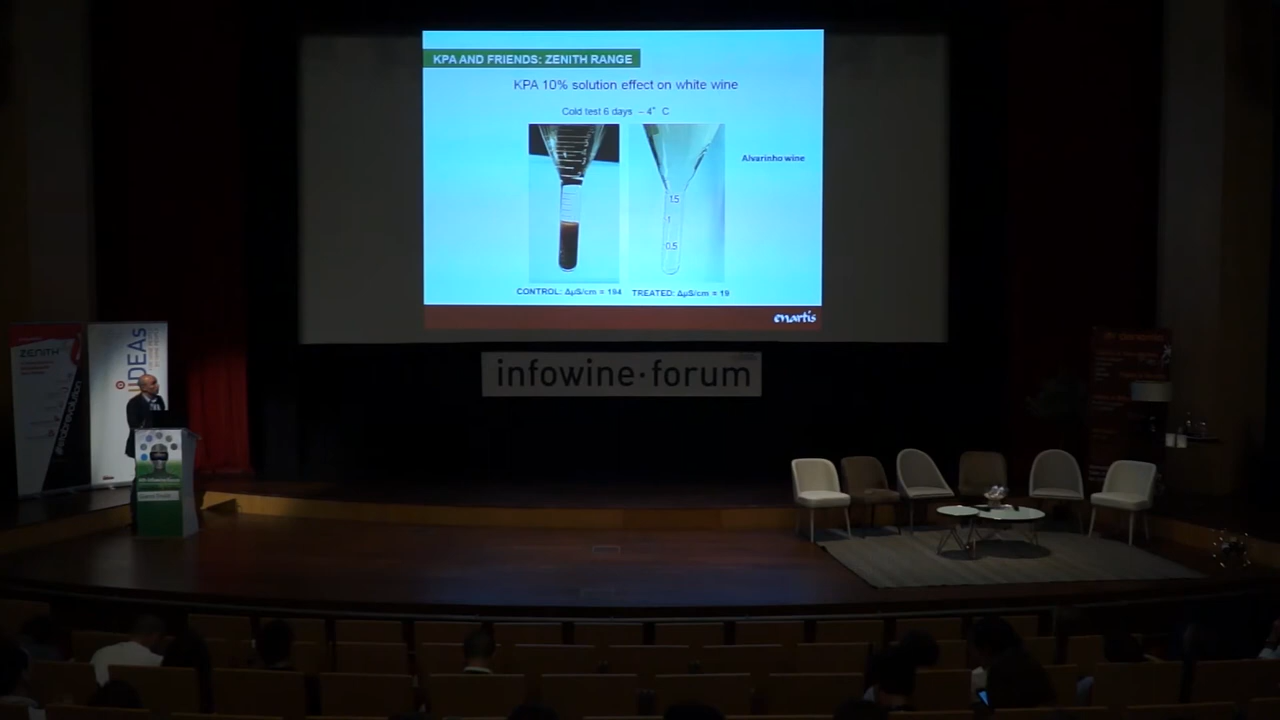 KPA AND FRIENDS: ZENITH RANGE
KPA 10% solution effect on white wine
Cold test 6 days – 4° C
Alvarinho wine
1.5
1
0.5
CONTROL: ΔµS/cm = 194
TREATED: ΔµS/cm = 19
enartis
infowine·forum
ZENITH
iDEAs
#stabrevolution